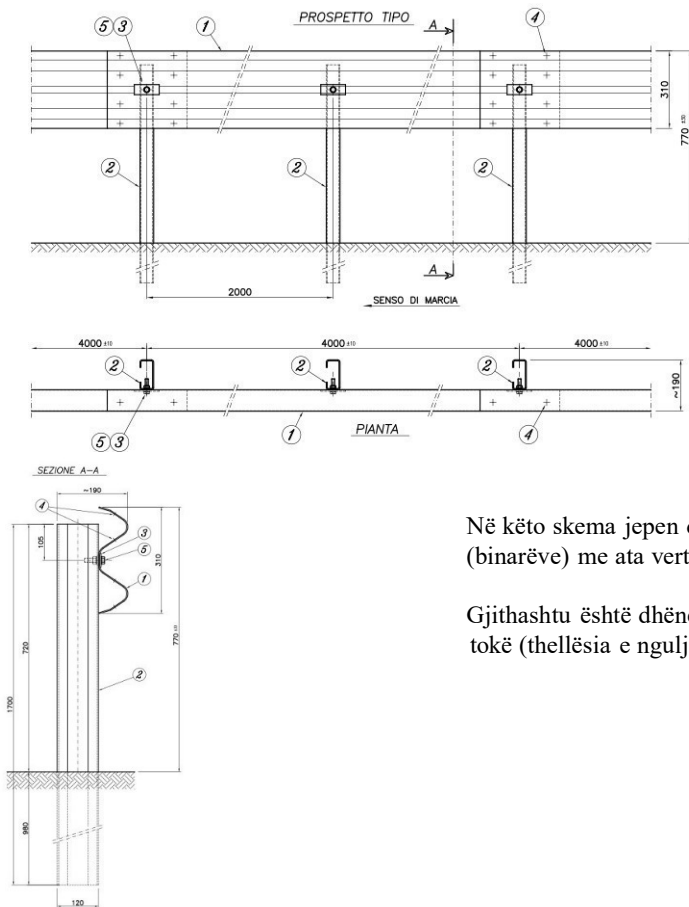 PROSPETTO TIPO
A
5 3 1 4
310
770 ±50
2 2 2
A
2000
SENSO DI MARCIA
4000 ±10 4000 ±10 4000 ±10
2 2 2
~190
5 3 1 4
PIANTA
SEZIONE A-A
~190
4
105
3
5
310
1
770
720
1700
2
980
120
Në këto skema jepen
(binarëve) me ata vert
Gjithashtu është dhën
tokë (thellësia e ngulj